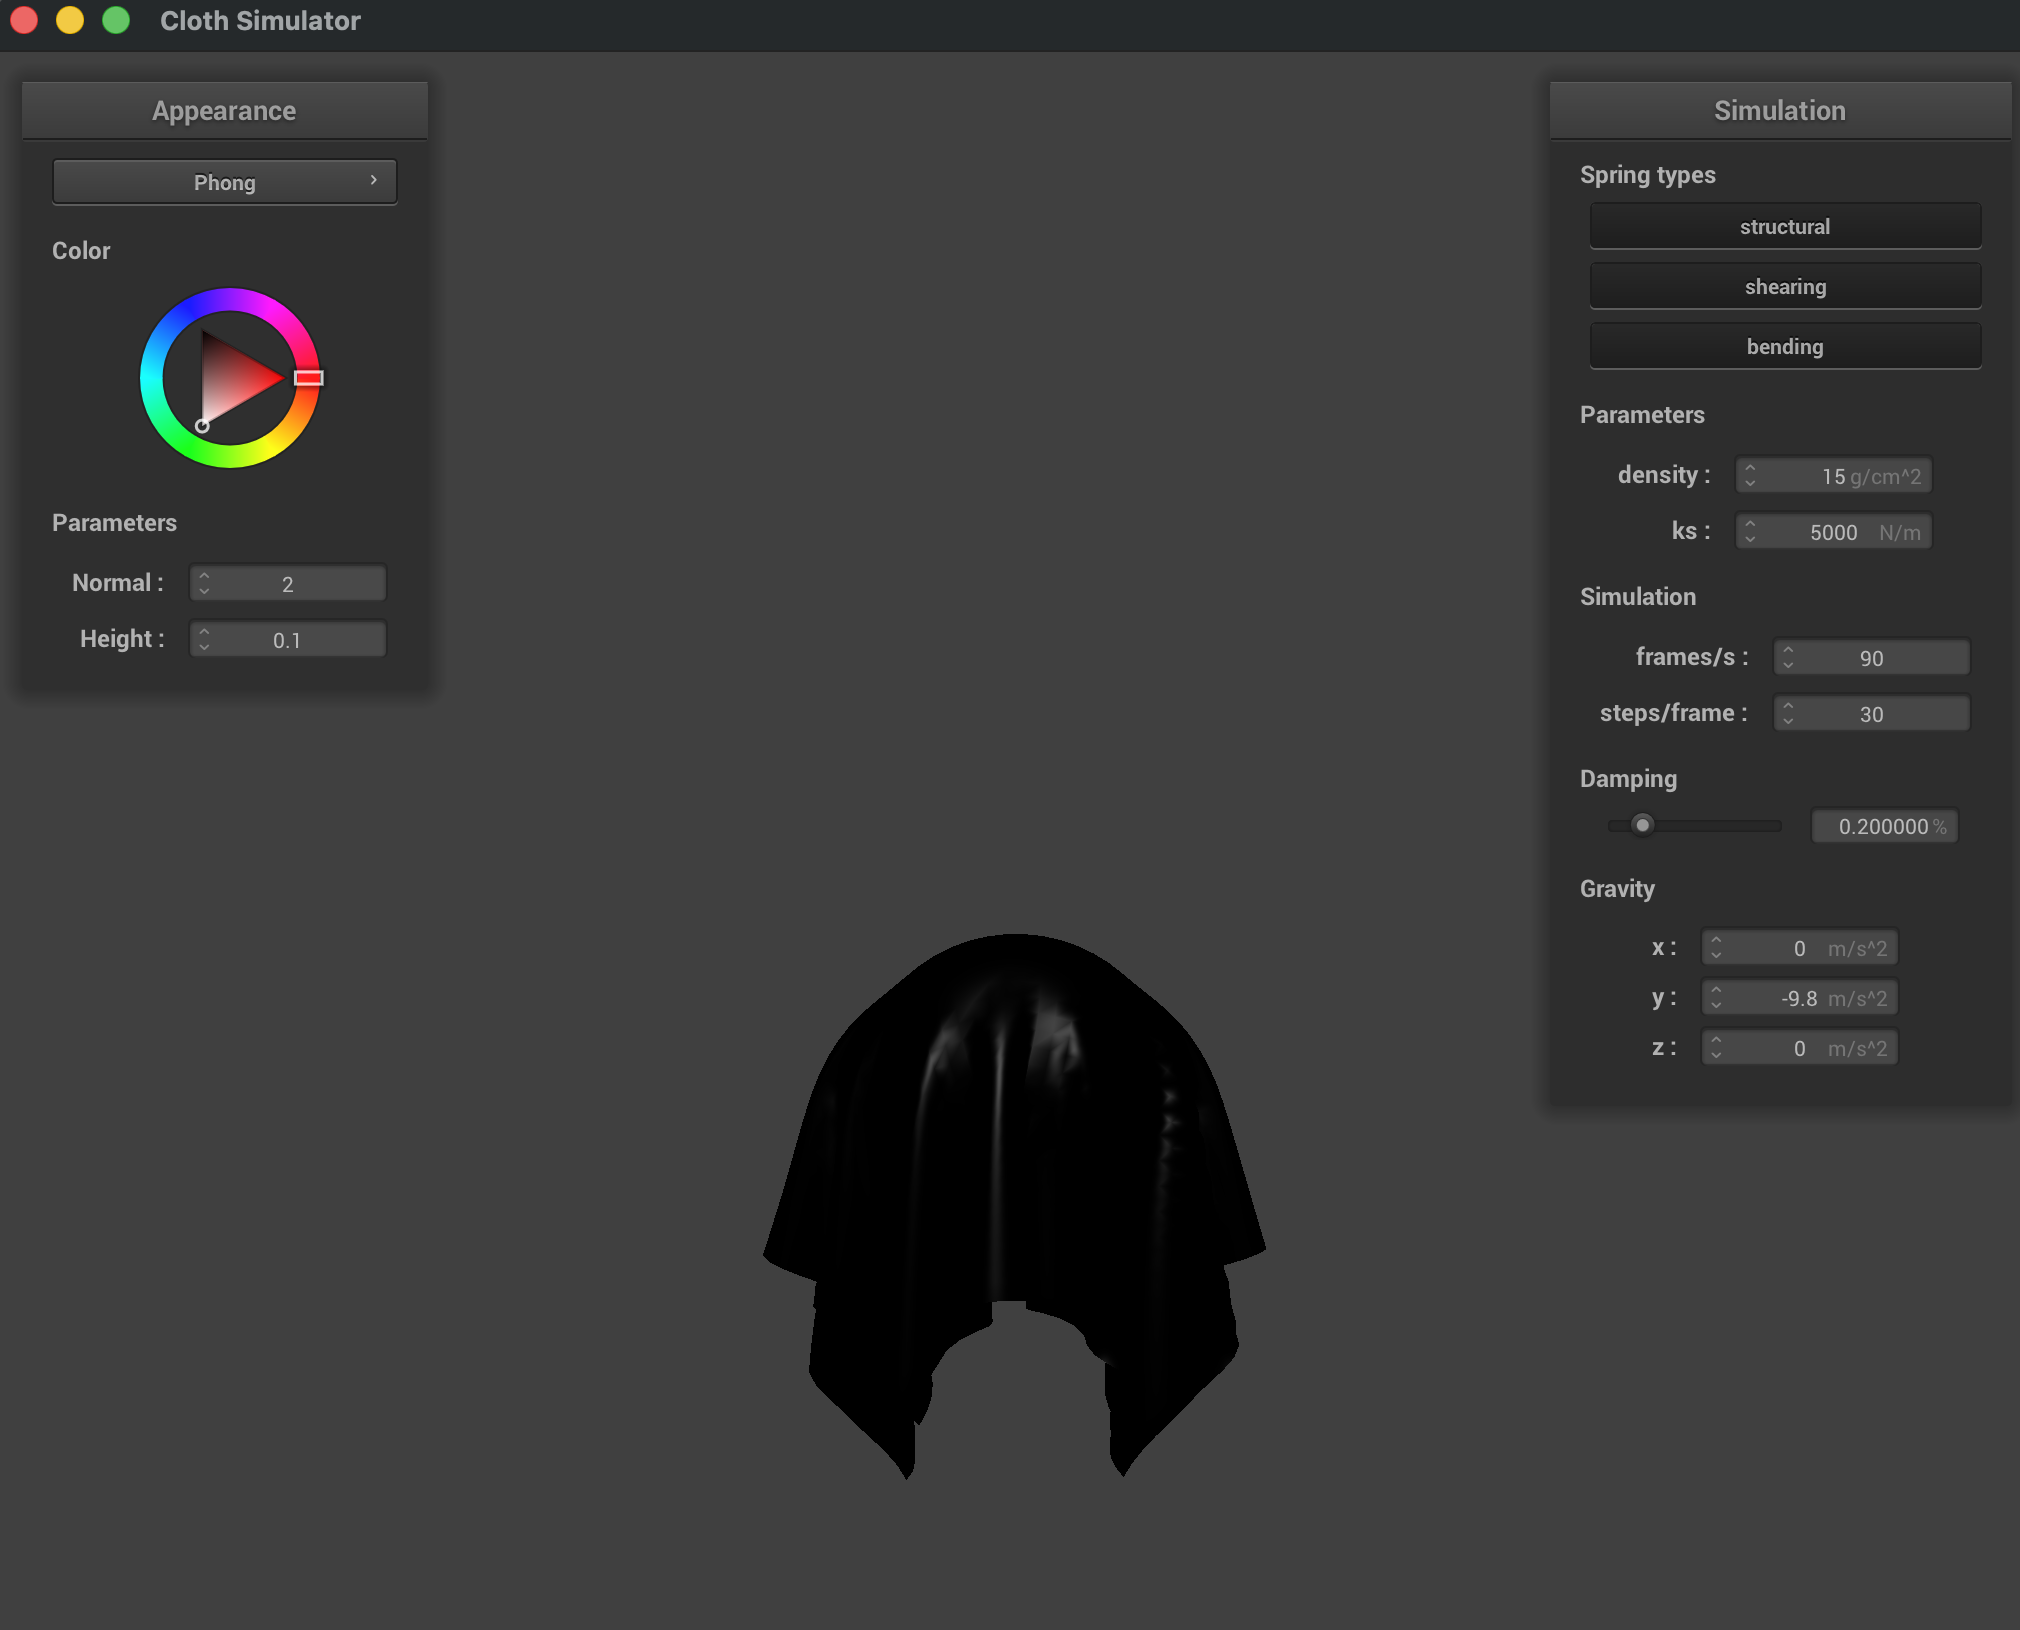 Cloth Simulator
Appearance
Phong
Color
Parameters
Normal : 2
Height : 0.1
Simulation
Spring types
structural
shearing
bending
Parameters
density : 15 g/cm^2
ks : 5000 N/m
Simulation
frames/s : 90
steps/frame : 30
Damping
0.200000 %
Gravity
x : 0 m/s^2
y : -9.8 m/s^2
z : 0 m/s^2